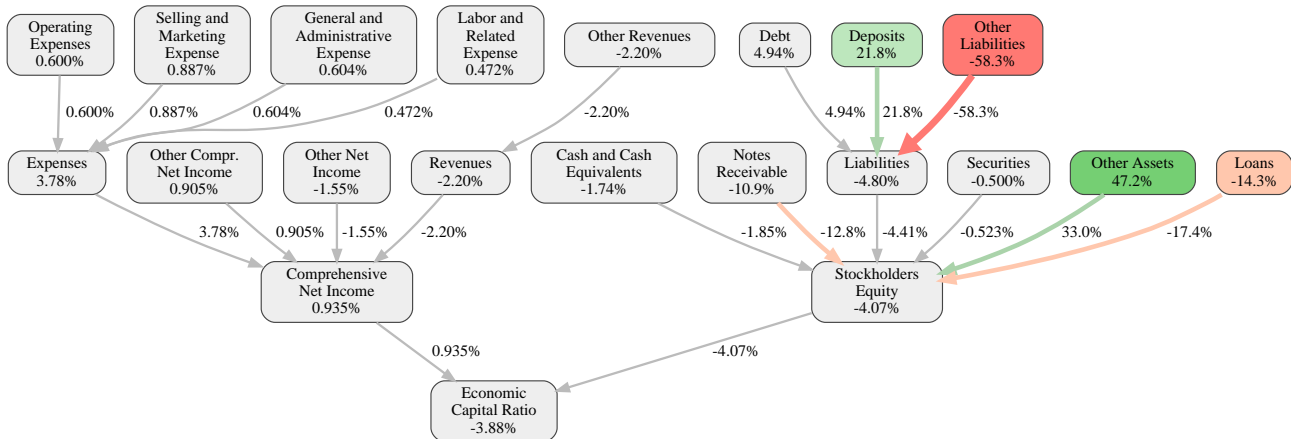 Operating
Expenses
0.600%
Selling and
Marketing
Expense
0.887%
General and
Administrative
Expense
0.604%
Labor and
Related
Expense
0.472%
Other Revenues
-2.20%
Debt
4.94%
Deposits
21.8%
Other
Liabilities
-58.3%
0.600%
0.887%
0.604%
0.472%
-2.20%
4.94%
21.8%
-58.3%
Expenses
3.78%
Other Compr.
Net Income
0.905%
Other Net
Income
-1.55%
Revenues
-2.20%
Cash and Cash
Equivalents
-1.74%
Notes
Receivable
-10.9%
Liabilities
-4.80%
Securities
-0.500%
Other Assets
47.2%
Loans
-14.3%
3.78%
0.905%
-1.55%
-2.20%
-1.85%
-12.8%
-4.41%
-0.523%
33.0%
-17.4%
Comprehensive
Net Income
0.935%
Stockholders
Equity
-4.07%
0.935%
-4.07%
Economic
Capital Ratio
-3.88%